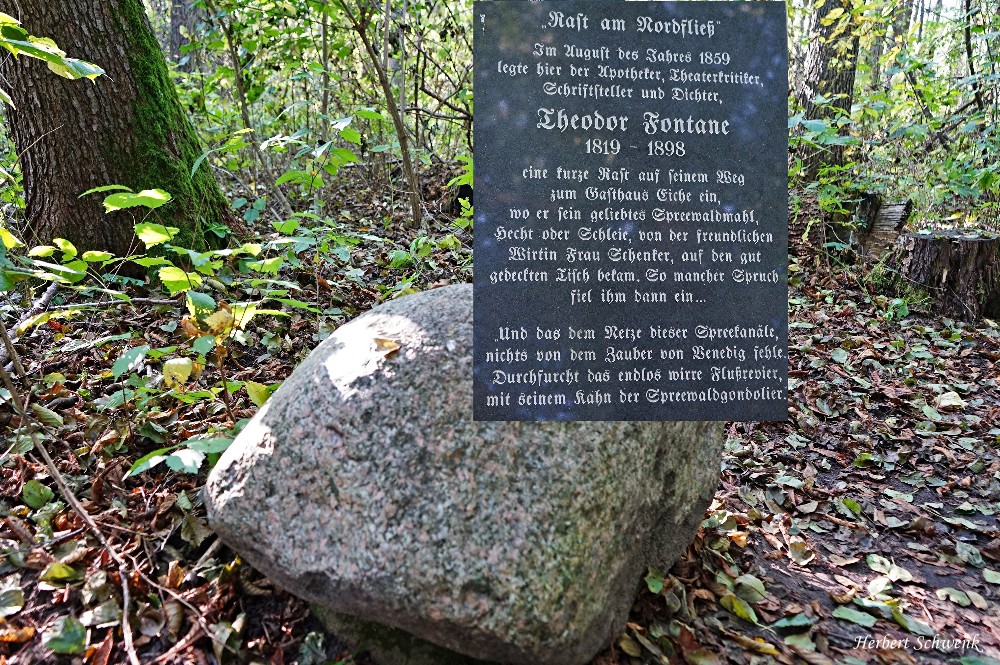 „Rast am Nordfließ"
Im August des Jahres 1859
legte hier der Apotheker, Theaterkritiker,
Schriftsteller und Dichter,
Theodor Fontane
1819 - 1898
eine kurze Rast auf seinem Weg
zum Gasthaus Eiche ein,
wo er sein geliebtes Spreewaldmahl,
Hecht oder Schleie, von der freundlichen
Wirtin Frau Schenker, auf den gut
gedeckten Tisch bekam. So mancher Spruch
fiel ihm dann ein...
„Und das dem Netze dieser Spreekanäle,
nichts von dem Zauber von Venedig fehle.
Durchfurcht das endlos wirre Flußrevier,
mit seinem Kahn der Spreewaldgondolier.
Herbert Schwenk